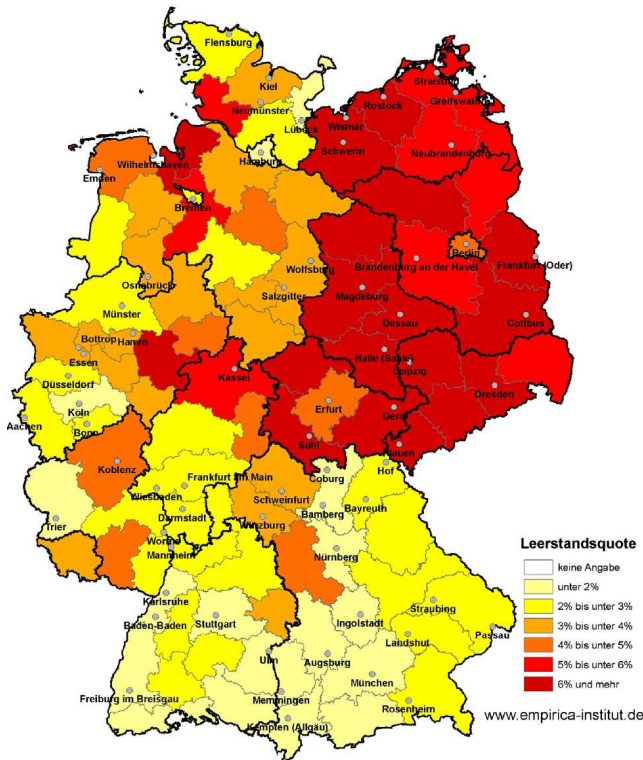 Flensburg
Kiel
Neumünster
Lübeck
Stralsund
Rostock
Greifswald
Wismar
Schwerin
Neubrandenburg
Wilhelmshaven
Emden
Hamburg
Bremen
Berlin
Brandenburg an der Havel
Frankfurt (Oder)
Osnabrück
Wolfsburg
Salzgitter
Magdeburg
Münster
Dessau
Cottbus
Bottrop
Hamm
Essen
Halle (Saale)
Leipzig
Düsseldorf
Kassel
Dresden
Köln
Erfurt
Gera
Aachen
Bonn
Suhl
Plauen
Koblenz
Hof
Frankfurt am Main
Coburg
Wiesbaden
Schweinfurt
Bayreuth
Trier
Darmstadt
Bamberg
Worms
Würzburg
Mannheim
Nürnberg
Karlsruhe
Baden-Baden
Stuttgart
Ingolstadt
Straubing
Landshut
Passau
Ulm
Augsburg
München
Freiburg im Breisgau
Memmingen
Rosenheim
Kempten (Allgäu)
Leerstandsquote
keine Angabe
unter 2%
2% bis unter 3%
3% bis unter 4%
4% bis unter 5%
5% bis unter 6%
6% und mehr
www.empirica-institut.de